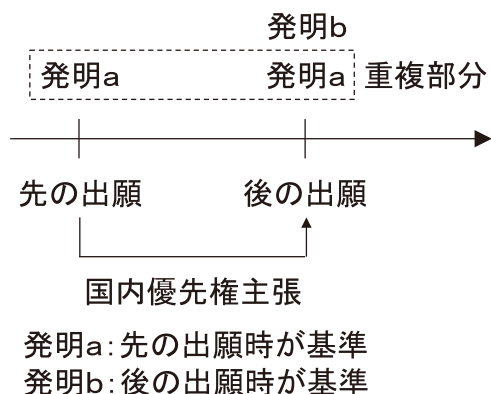 発明b
発明a 発明a 重複部分
先の出願 後の出願
国内優先権主張
発明a:先の出願時が基準
発明b:後の出願時が基準